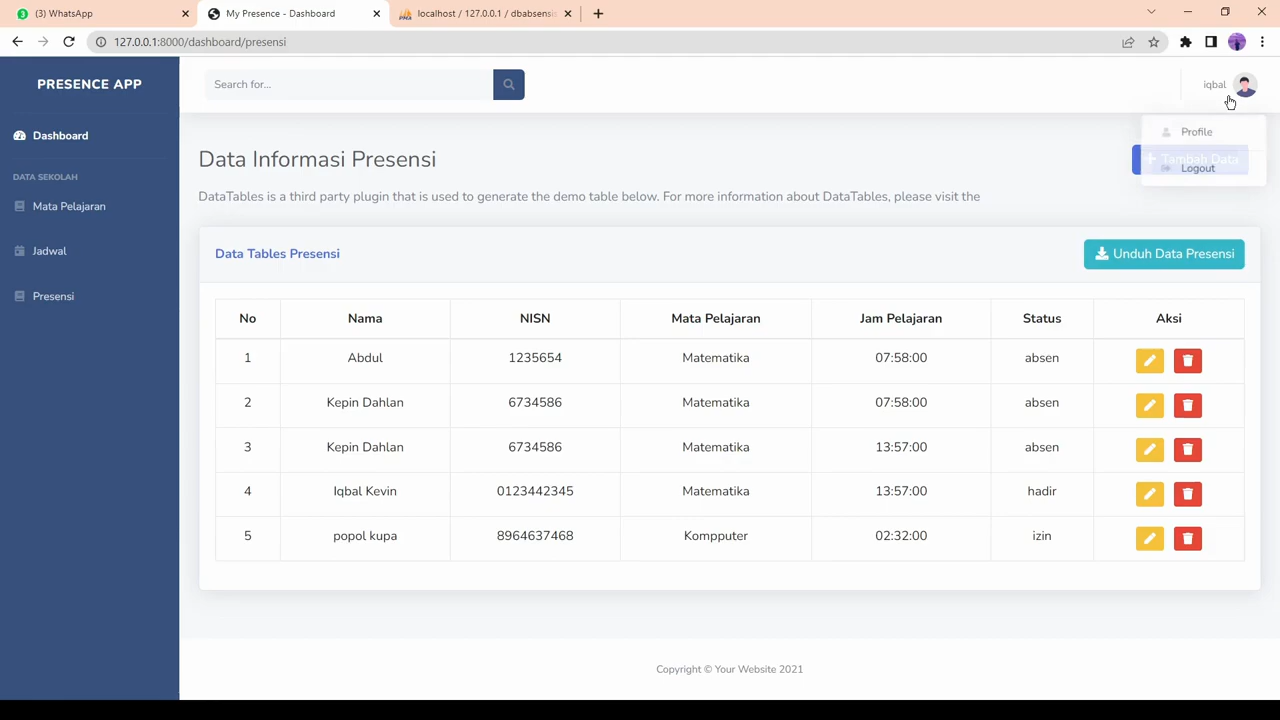 (3) WhatsApp
My Presence - Dashboard
localhost / 127.0.0.1 / dbabsensi
127.0.0.1:8000/dashboard/presensi
PRESENCE APP
Search for...
iqbal
Profile
Logout
Dashboard
DATA SEKOLAH
Mata Pelajaran
Jadwal
Presensi
Data Informasi Presensi
Tambah Data
DataTables is a third party plugin that is used to generate the demo table below. For more information about DataTables, please visit the
Data Tables Presensi
Unduh Data Presensi
No Nama NISN Mata Pelajaran Jam Pelajaran Status Aksi
1 Abdul 1235654 Matematika 07:58:00 absen
2 Kepin Dahlan 6734586 Matematika 07:58:00 absen
3 Kepin Dahlan 6734586 Matematika 13:57:00 absen
4 Iqbal Kevin 0123442345 Matematika 13:57:00 hadir
5 popol kupa 8964637468 Kompputer 02:32:00 izin
Copyright © Your Website 2021